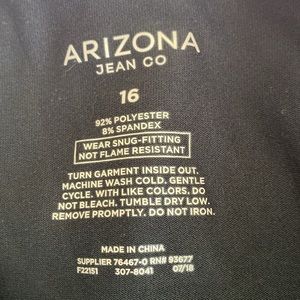 ARIZONA
JEAN CO
16
92% POLYESTER
8% SPANDEX
WEAR SNUG-FITTING
NOT FLAME RESISTANT
TURN GARMENT INSIDE OUT.
MACHINE WASH COLD. GENTLE
CYCLE. WITH LIKE COLORS. DO
NOT BLEACH. TUMBLE DRY LOW.
REMOVE PROMPTLY. DO NOT IRON.
MADE IN CHINA
SUPPLIER 76467-0 RN# 93677
F22151 307-8041 07/18